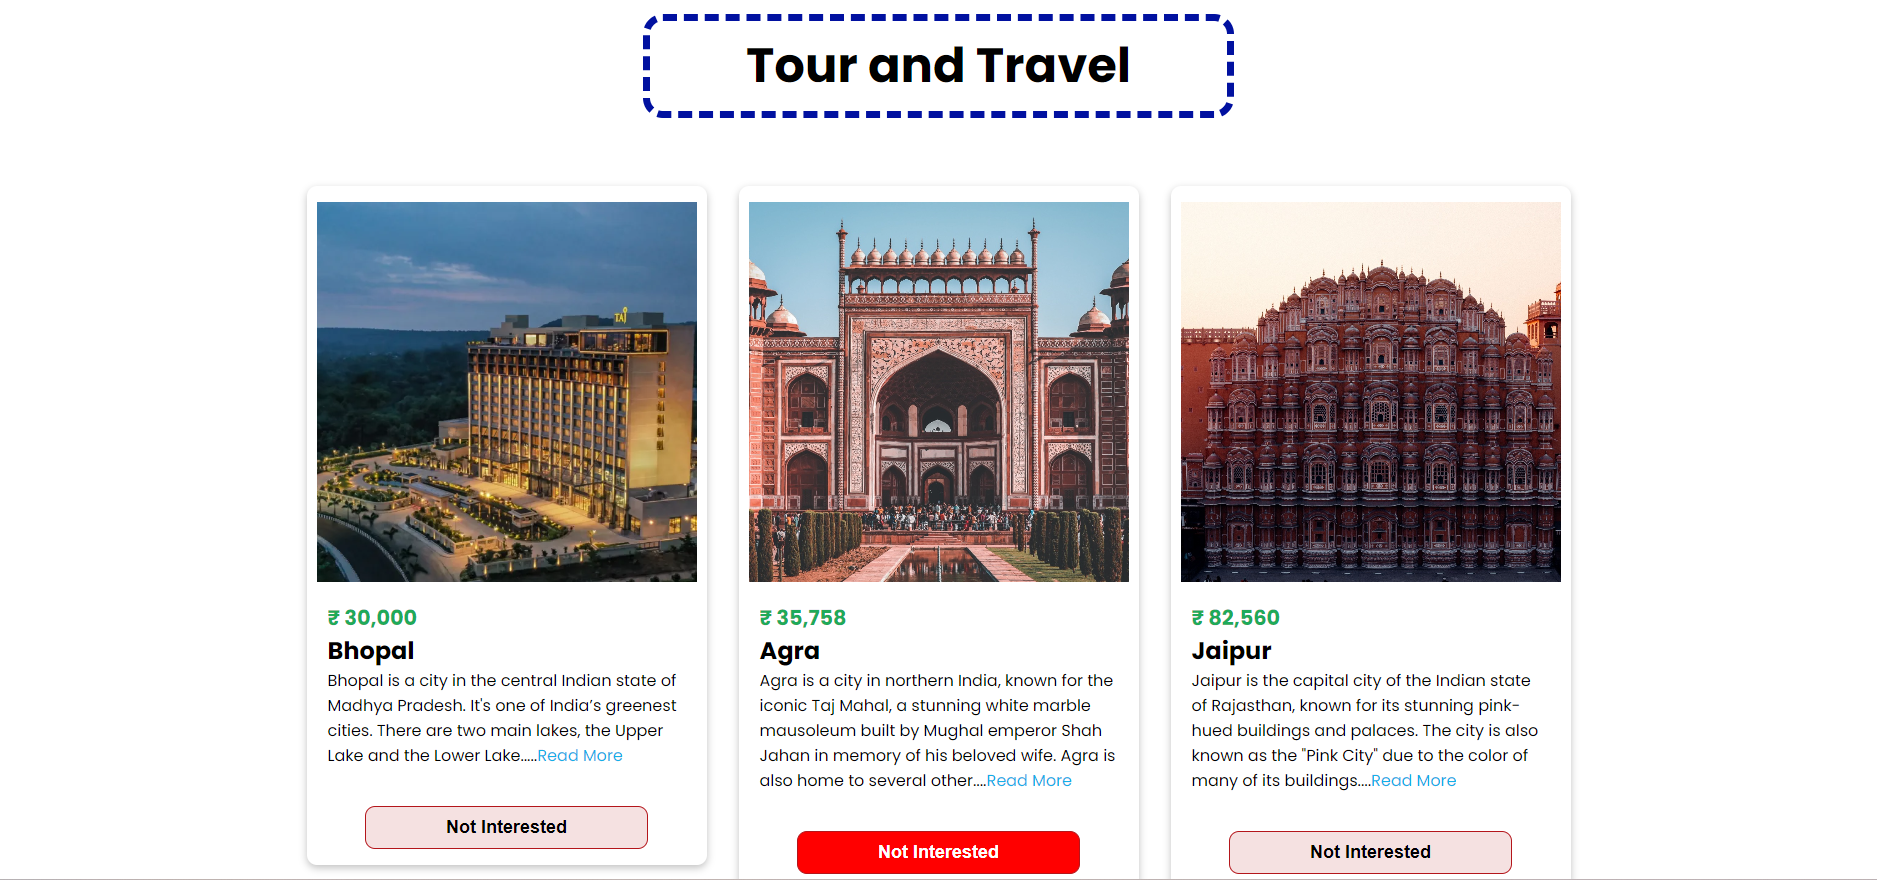 Tour and Travel
TAJ
₹ 30,000
Bhopal
Bhopal is a city in the central Indian state of
Madhya Pradesh. It's one of India’s greenest
cities. There are two main lakes, the Upper
Lake and the Lower Lake.....Read More
Not Interested
₹ 35,758
Agra
Agra is a city in northern India, known for the
iconic Taj Mahal, a stunning white marble
mausoleum built by Mughal emperor Shah
Jahan in memory of his beloved wife. Agra is
also home to several other....Read More
Not Interested
₹ 82,560
Jaipur
Jaipur is the capital city of the Indian state
of Rajasthan, known for its stunning pink-
hued buildings and palaces. The city is also
known as the "Pink City" due to the color of
many of its buildings....Read More
Not Interested